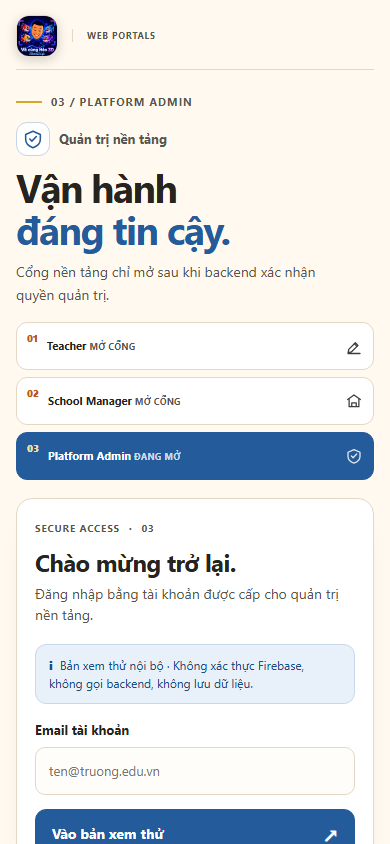 WEB PORTALS
03 / PLATFORM ADMIN
Quản trị nền tảng
Vận hành
đáng tin cậy.
Cổng nền tảng chỉ mở sau khi backend xác nhận
quyền quản trị.
01 Teacher MỞ CỔNG
02 School Manager MỞ CỔNG
03 Platform Admin ĐANG MỞ
SECURE ACCESS · 03
Chào mừng trở lại.
Đăng nhập bằng tài khoản được cấp cho quản trị
nền tảng.
i Bản xem thử nội bộ · Không xác thực Firebase,
không gọi backend, không lưu dữ liệu.
Email tài khoản
ten@truong.edu.vn
Vào bản xem thử ↗